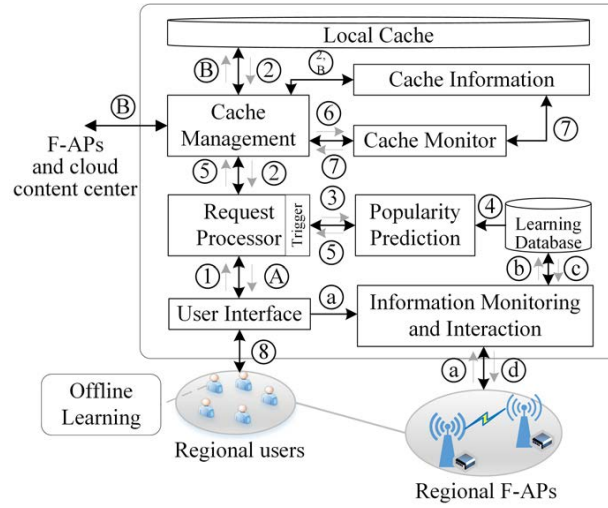 Local Cache
Ⓑ
②
②,Ⓑ
Cache Information
Ⓑ
Cache
Management
⑥
Cache Monitor
⑦
⑦
F-APs
and cloud
content center
⑤
②
Request
Processor
Trigger
③
⑤
Popularity
Prediction
④
Learning
Database
①
Ⓐ
ⓑ
ⓒ
User Interface
ⓐ
Information Monitoring
and Interaction
⑧
ⓐ
ⓓ
Offline
Learning
Regional users
Regional F-APs